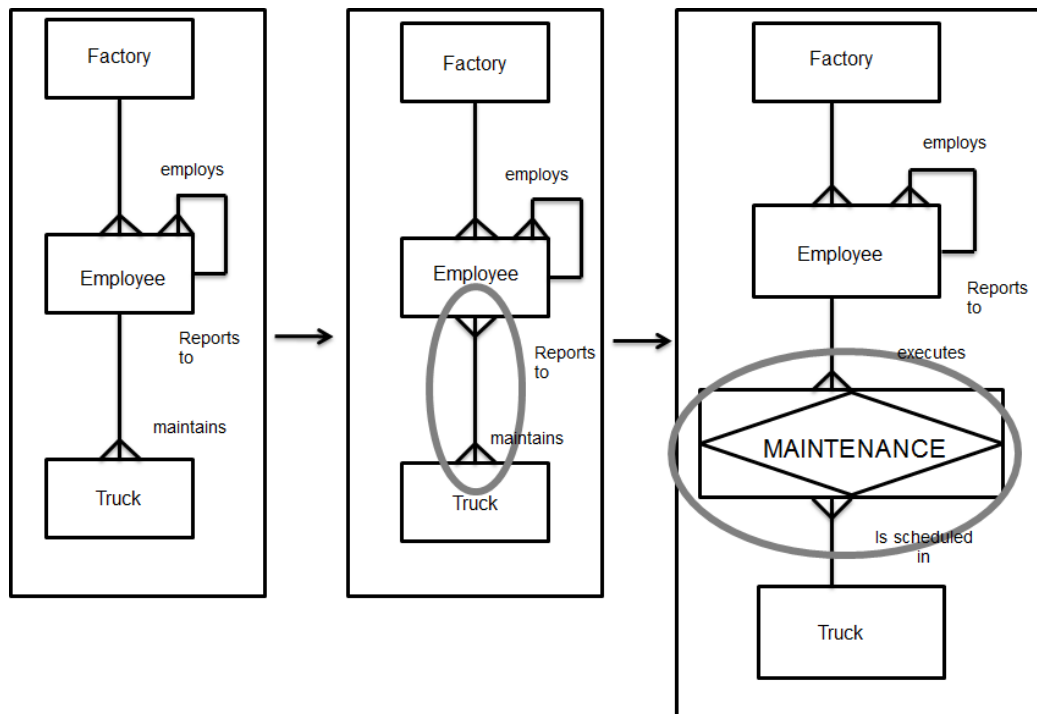 Factory
employs
Employee
Reports
to
maintains
Truck
Factory
employs
Employee
Reports
to
maintains
Truck
Factory
employs
Employee
Reports
to
executes
MAINTENANCE
Is scheduled
in
Truck